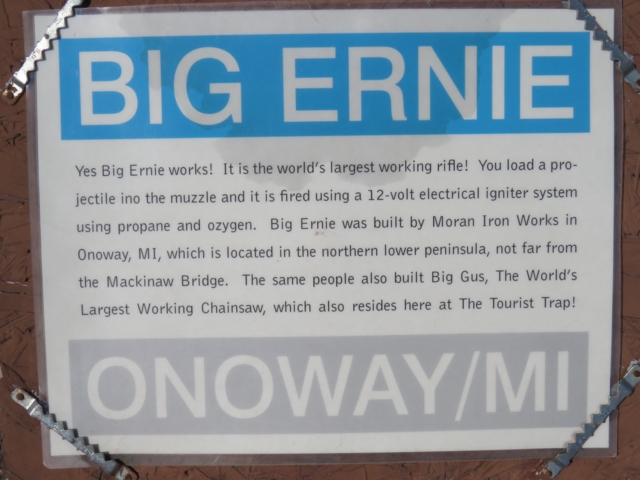 BIG ERNIE
Yes Big Ernie works! It is the world's largest working rifle! You load a pro-
jectile ino the muzzle and it is fired using a 12-volt electrical igniter system
using propane and ozygen. Big Ernie was built by Moran Iron Works in
Onoway, MI, which is located in the northern lower peninsula, not far from
the Mackinaw Bridge. The same people also built Big Gus, The World's
Largest Working Chainsaw, which also resides here at The Tourist Trap!
ONOWAY/MI